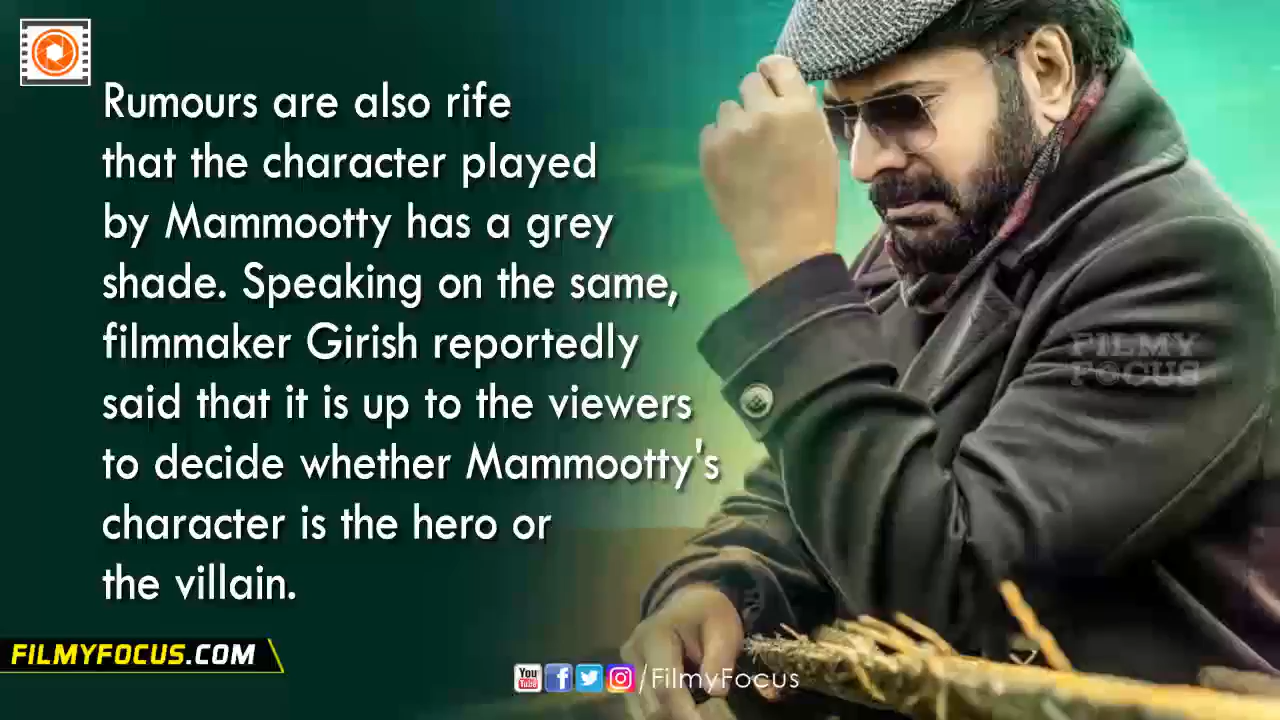 Rumours are also rife
that the character played
by Mammootty has a grey
shade. Speaking on the same,
filmmaker Girish reportedly
said that it is up to the viewers
to decide whether Mammootty's
character is the hero or
the villain.
FILMY
FOCUS
FILMYFOCUS.COM
You Tube /FilmyFocus